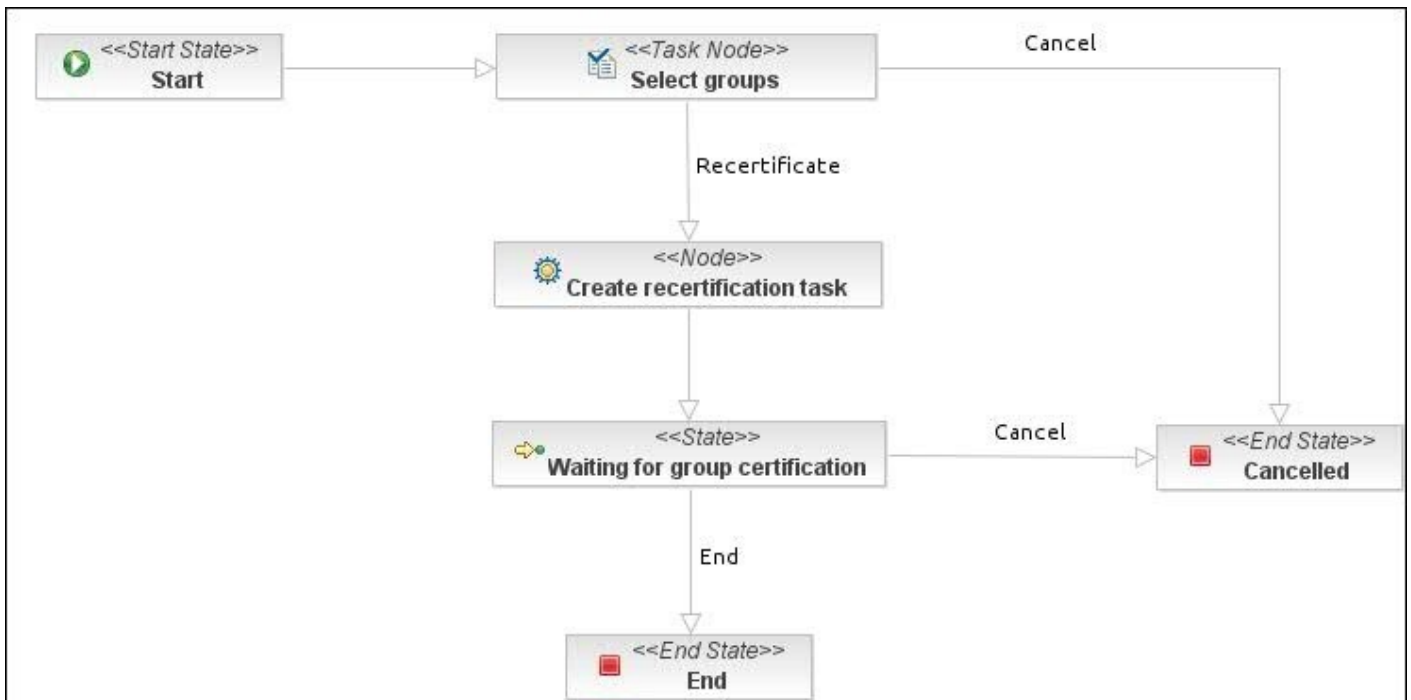 <<Start State>>
Start
<<Task Node>>
Select groups
Cancel
Recertificate
<<Node>>
Create recertification task
<<State>>
Waiting for group certification
Cancel
<<End State>>
Cancelled
End
<<End State>>
End